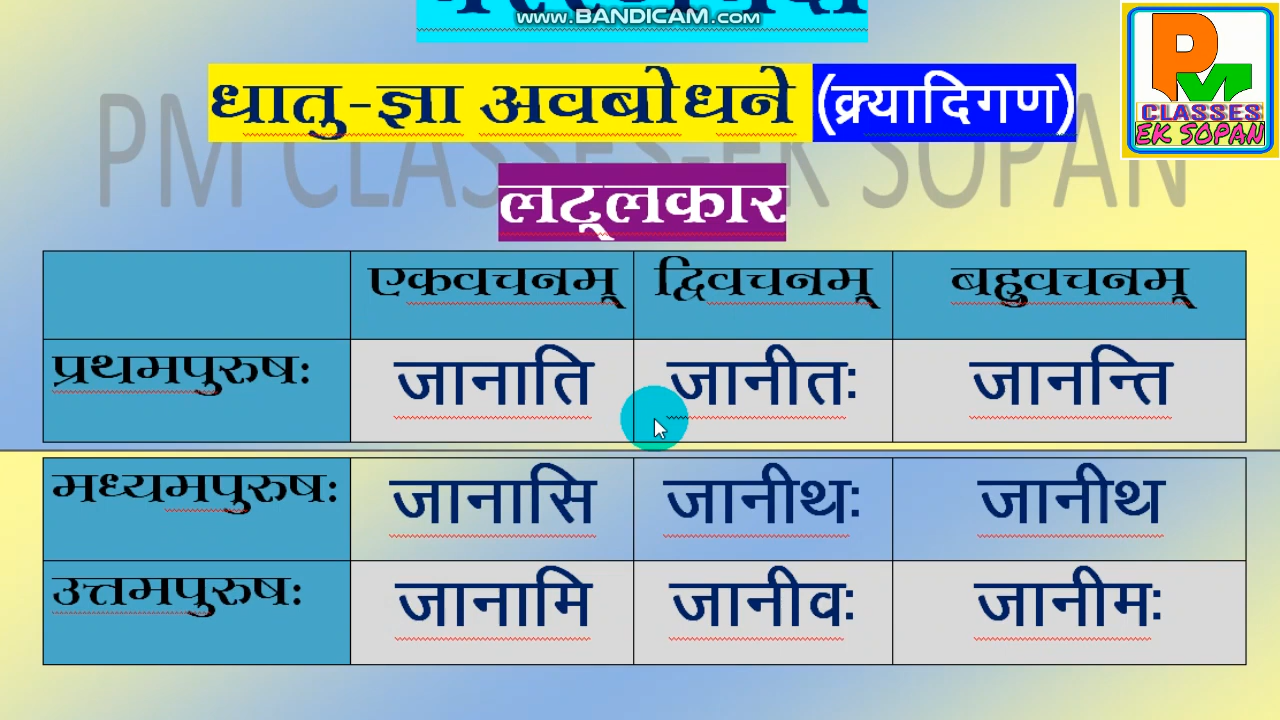 www.BANDICAM.com
PM
CLASSES
EK SOPAN
धातु-ज्ञा अवबोधने (क्र्यादिगण)
PM CLASSES-EK SOPAN
लट्लकार
एकवचनम् द्विवचनम् बहुवचनम्
प्रथमपुरुषः जानाति जानीतः जानन्ति
मध्यमपुरुषः जानासि जानीथः जानीथ
उत्तमपुरुषः जानामि जानीवः जानीमः